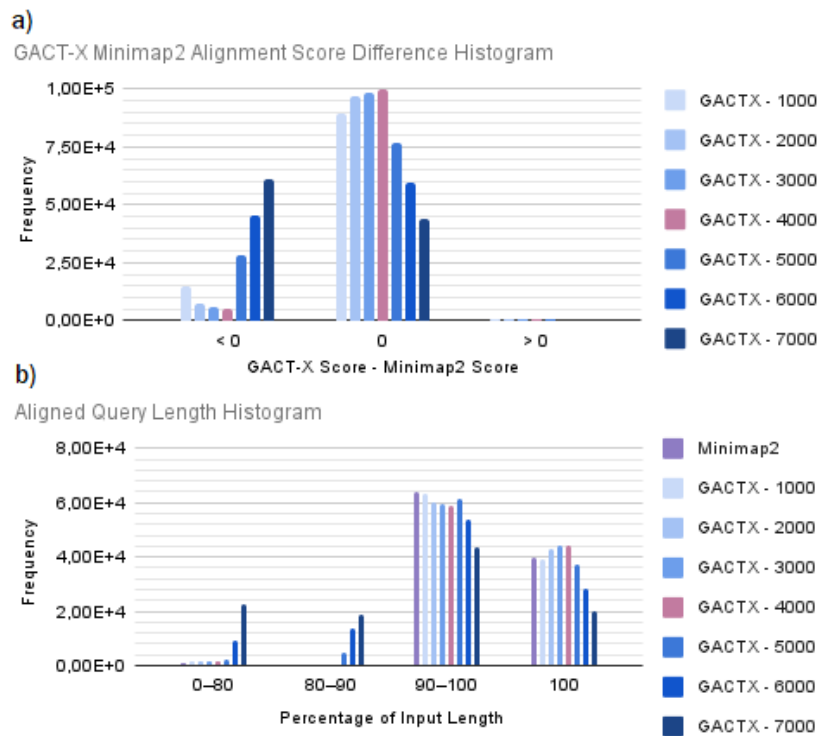 a)
GACT-X Minimap2 Alignment Score Difference Histogram
1,00E+5
7,50E+4
5,00E+4
2,50E+4
0,00E+0
Frequency
< 0
0
> 0
GACT-X Score - Minimap2 Score
GACTX - 1000
GACTX - 2000
GACTX - 3000
GACTX - 4000
GACTX - 5000
GACTX - 6000
GACTX - 7000
b)
Aligned Query Length Histogram
8,00E+4
6,00E+4
4,00E+4
2,00E+4
0,00E+0
Frequency
0–80
80–90
90–100
100
Percentage of Input Length
Minimap2
GACTX - 1000
GACTX - 2000
GACTX - 3000
GACTX - 4000
GACTX - 5000
GACTX - 6000
GACTX - 7000